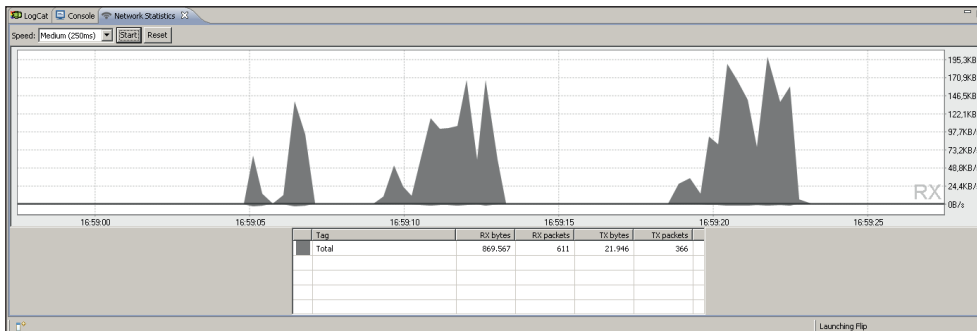 LogCat Console Network Statistics
Speed: Medium (250ms) Start Reset
195,3KB
170,9KB
146,5KB
122,1KB
97,7KB/
73,2KB/
48,8KB/
24,4KB/
RX
0B/s
16:59:00 16:59:05 16:59:10 16:59:15 16:59:20 16:59:25
Tag RX bytes RX packets TX bytes TX packets
Total 869.567 611 21.946 366
Launching Flip